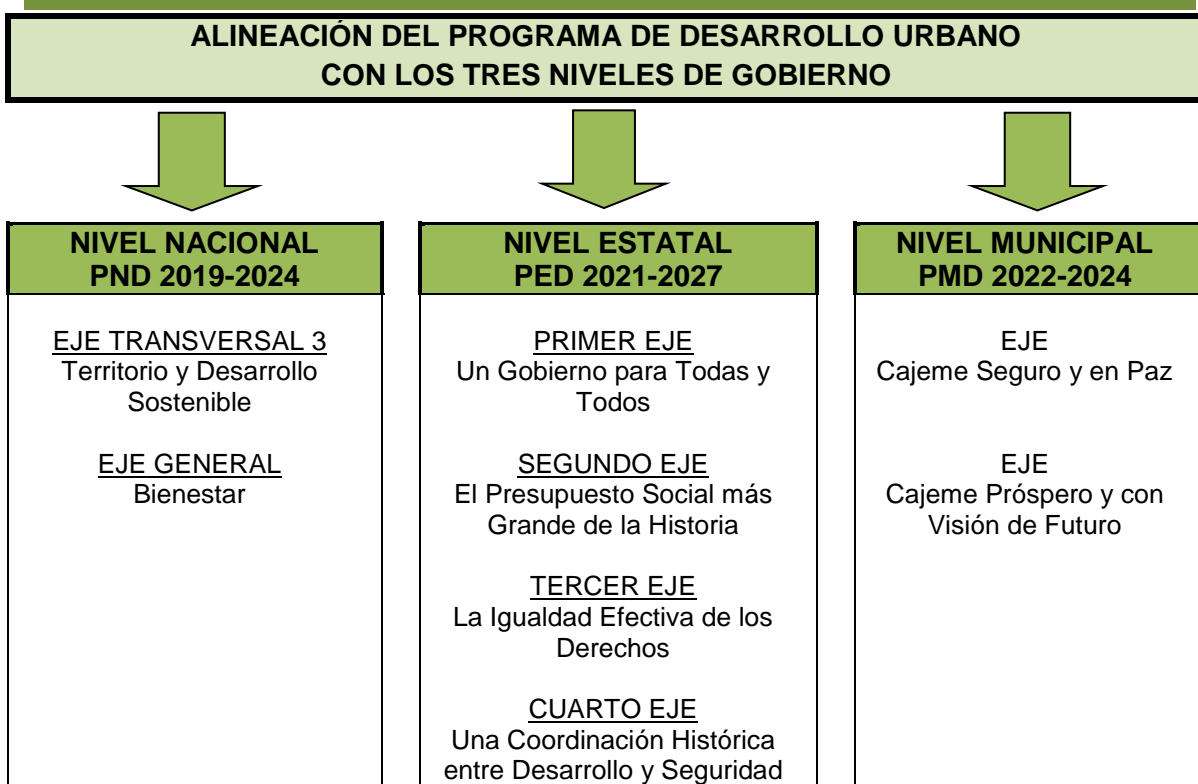 ALINEACIÓN DEL PROGRAMA DE DESARROLLO URBANO
CON LOS TRES NIVELES DE GOBIERNO
NIVEL NACIONAL
PND 2019-2024
EJE TRANSVERSAL 3
Territorio y Desarrollo
Sostenible
EJE GENERAL
Bienestar
NIVEL ESTATAL
PED 2021-2027
PRIMER EJE
Un Gobierno para Todas y
Todos
SEGUNDO EJE
El Presupuesto Social más
Grande de la Historia
TERCER EJE
La Igualdad Efectiva de los
Derechos
CUARTO EJE
Una Coordinación Histórica
entre Desarrollo y Seguridad
NIVEL MUNICIPAL
PMD 2022-2024
EJE
Cajeme Seguro y en Paz
EJE
Cajeme Próspero y con
Visión de Futuro